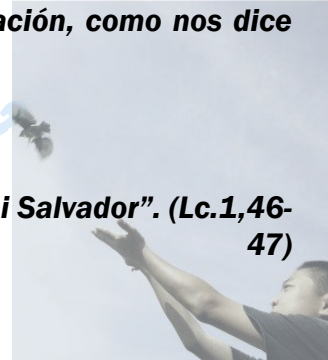 ación, como nos dice
i Salvador”. (Lc.1,46-
47)